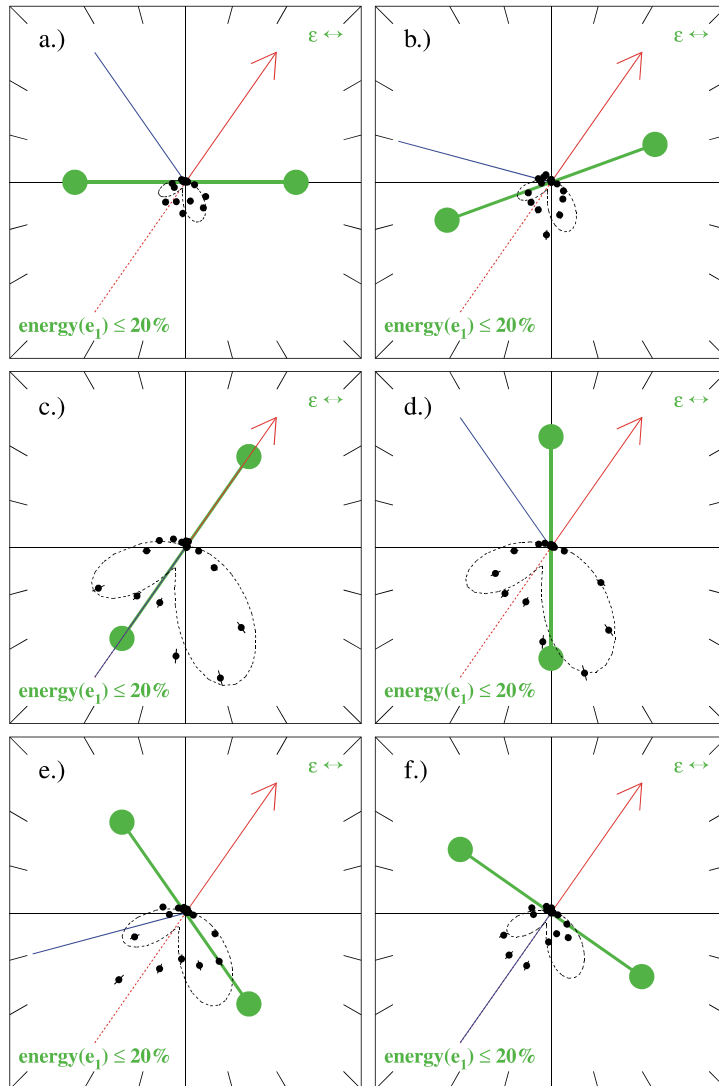 a.) ε ↔
energy(e₁) ≤ 20%
b.) ε ↔
energy(e₁) ≤ 20%
c.) ε ↔
energy(e₁) ≤ 20%
d.) ε ↔
energy(e₁) ≤ 20%
e.) ε ↔
energy(e₁) ≤ 20%
f.) ε ↔
energy(e₁) ≤ 20%